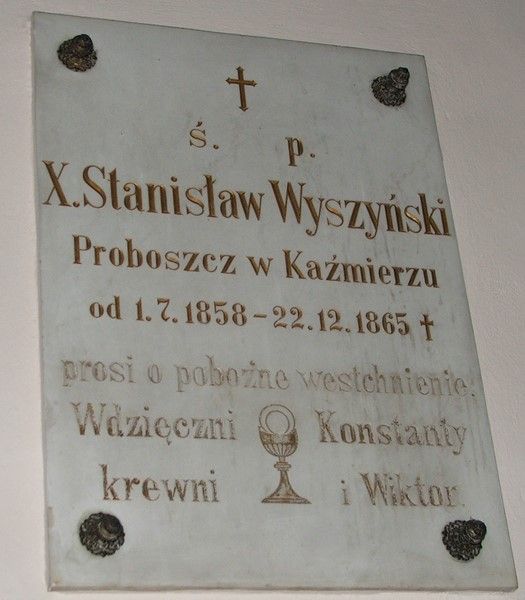 ś. p.
X. Stanisław Wyszyński
Proboszcz w Kaźmierzu
od 1.7.1858 – 22.12.1865 †
prosi o pobożne westchnienie.
Wdzięczni Konstanty
krewni i Wiktor.